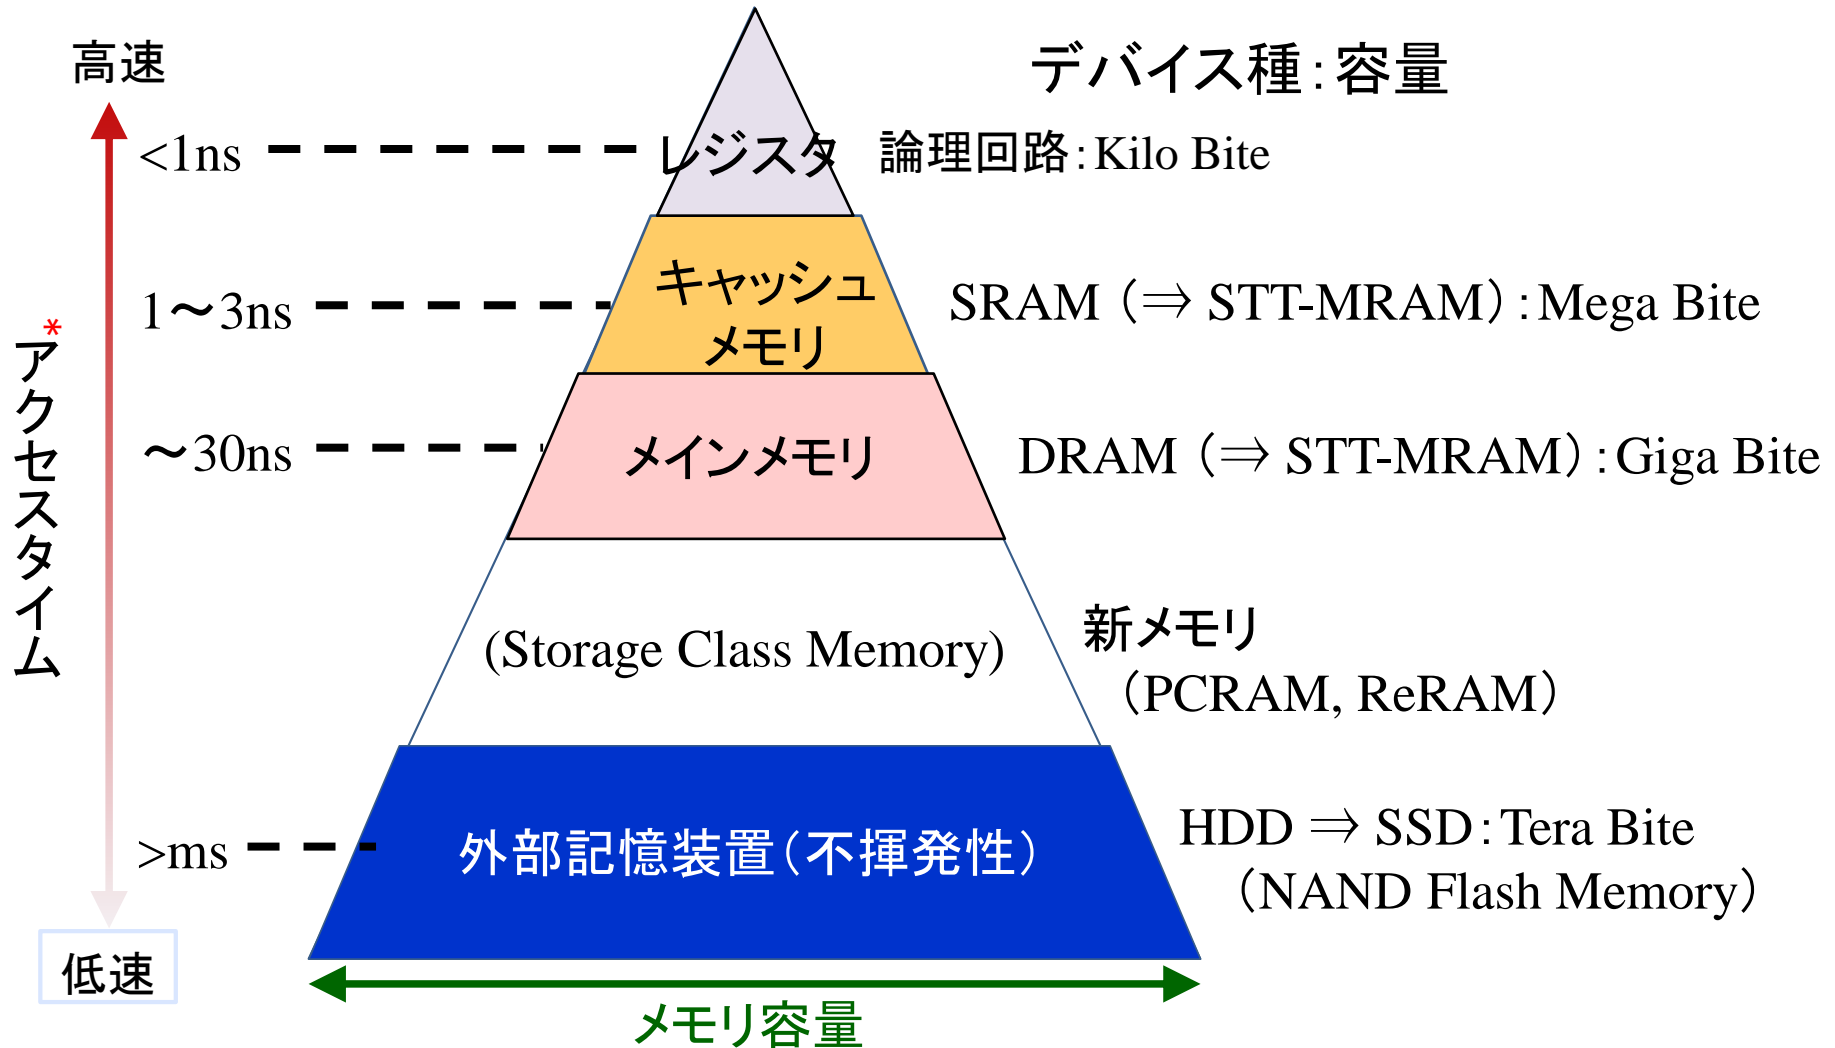 高速
デバイス種：容量
<1ns
レジスタ
論理回路：Kilo Bite
1～3ns
キャッシュ
メモリ
SRAM（⇒ STT-MRAM）：Mega Bite
アクセスタイム*
～30ns
メインメモリ
DRAM（⇒ STT-MRAM）：Giga Bite
(Storage Class Memory)
新メモリ
（PCRAM, ReRAM）
>ms
外部記憶装置（不揮発性）
HDD ⇒ SSD：Tera Bite
（NAND Flash Memory）
低速
メモリ容量